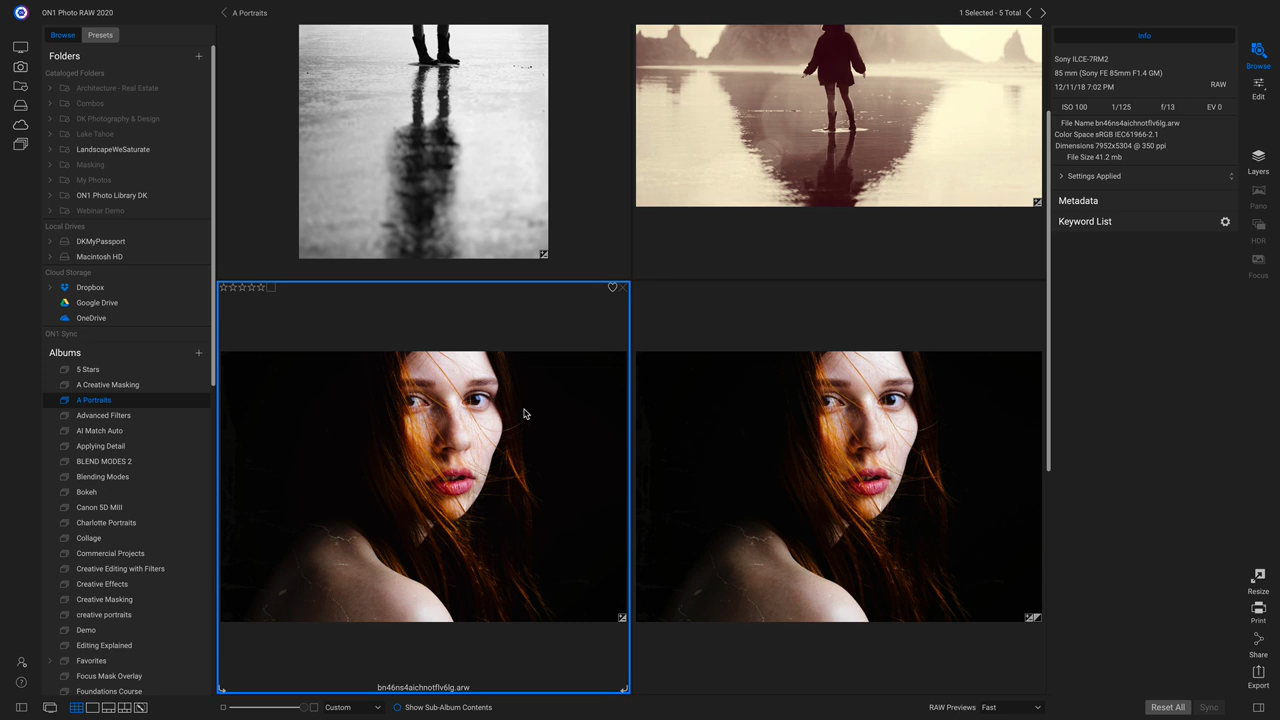 ON1 Photo RAW 2020
A Portraits
1 Selected - 5 Total
Browse
Presets
Folders
Cataloged Folders
Architecture - Real Estate
Combos
DK Photography & Design
Lake Tahoe
LandscapeWeSaturate
Masking
My Photos
ON1 Photo Library DK
Webinar Demo
Local Drives
DKMyPassport
Macintosh HD
Cloud Storage
Dropbox
Google Drive
OneDrive
ON1 Sync
Albums
5 Stars
A Creative Masking
A Portraits
Advanced Filters
AI Match Auto
Applying Detail
BLEND MODES 2
Blending Modes
Bokeh
Canon 5D MIII
Charlotte Portraits
Collage
Commercial Projects
Creative Editing with Filters
Creative Effects
Creative Masking
creative portraits
Demo
Editing Explained
Favorites
Focus Mask Overlay
Foundations Course
bn46ns4aichnotflv6lg.arw
Custom
Show Sub-Album Contents
RAW Previews Fast
Info
Sony ILCE-7RM2
85 mm (Sony FE 85mm F1.4 GM)
12/11/18 7:02 PM
RAW
ISO 100 1/125 f/13 EV 0
File Name bn46ns4aichnotflv6lg.arw
Color Space sRGB IEC61966-2.1
Dimensions 7952x5304 @ 350 ppi
File Size 41.2 mb
Settings Applied
Metadata
Keyword List
Reset All
Sync
Browse
Edit
Layers
Pano
HDR
Focus
Resize
Print
Share
Export